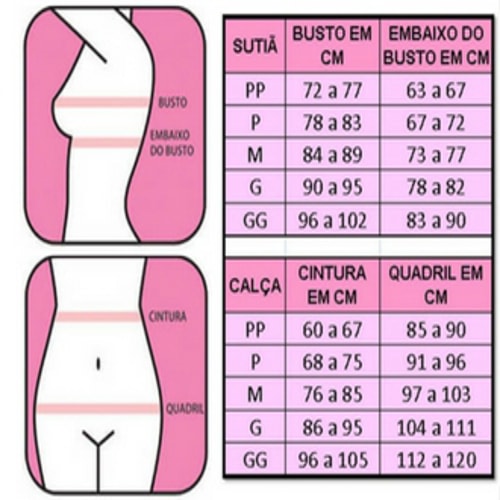 BUSTO
EMBAIXO
DO BUSTO
CINTURA
QUADRIL
SUTIÃ BUSTO EM CM EMBAIXO DO BUSTO EM CM
PP 72 a 77 63 a 67
P 78 a 83 67 a 72
M 84 a 89 73 a 77
G 90 a 95 78 a 82
GG 96 a 102 83 a 90
CALÇA CINTURA EM CM QUADRIL EM CM
PP 60 a 67 85 a 90
P 68 a 75 91 a 96
M 76 a 85 97 a 103
G 86 a 95 104 a 111
GG 96 a 105 112 a 120